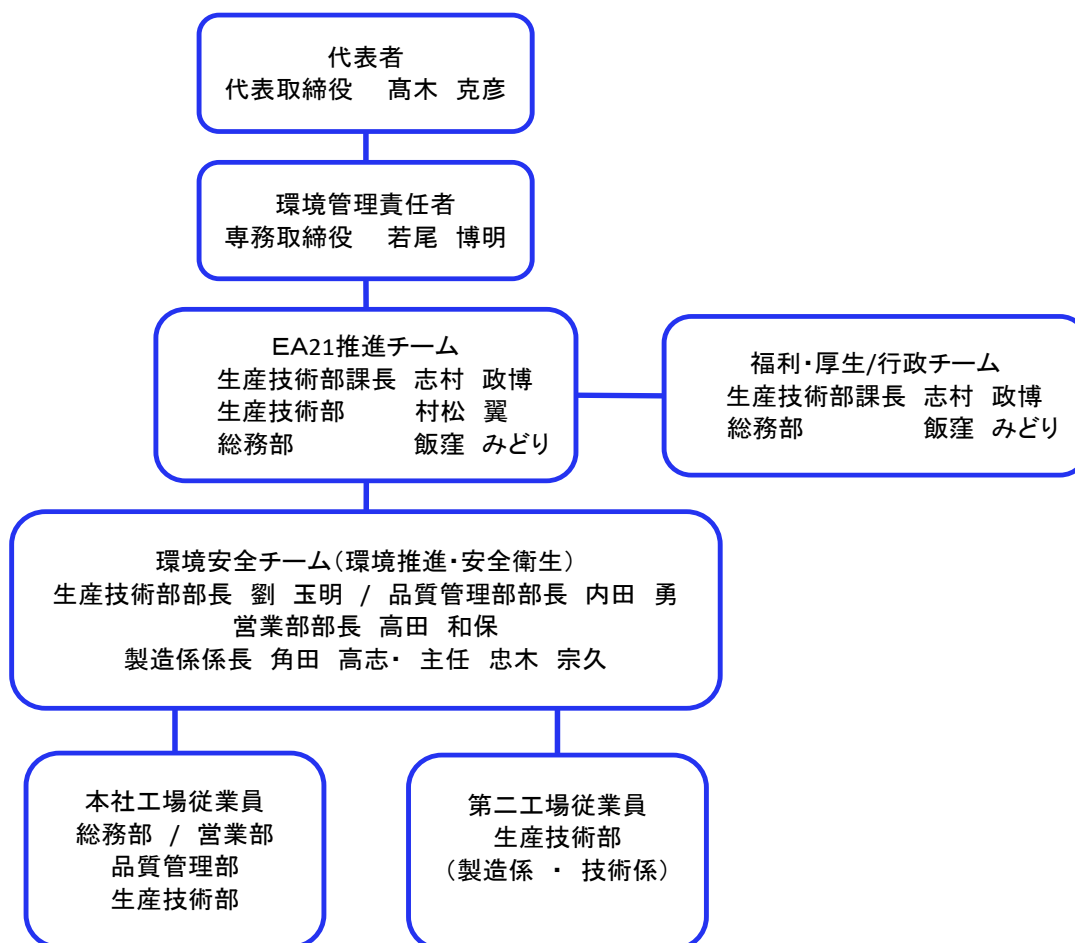 代表者
代表取締役　髙木 克彦
環境管理責任者
専務取締役　若尾 博明
EA21推進チーム
生産技術部課長 志村 政博
生産技術部　村松 翼
総務部　飯窪 みどり
福利・厚生/行政チーム
生産技術部課長 志村 政博
総務部　飯窪 みどり
環境安全チーム(環境推進・安全衛生)
生産技術部部長 劉 玉明 / 品質管理部部長 内田 勇
営業部部長 高田 和保
製造係係長 角田 高志・ 主任 忠木 宗久
本社工場従業員
総務部 / 営業部
品質管理部
生産技術部
第二工場従業員
生産技術部
(製造係 ・ 技術係)